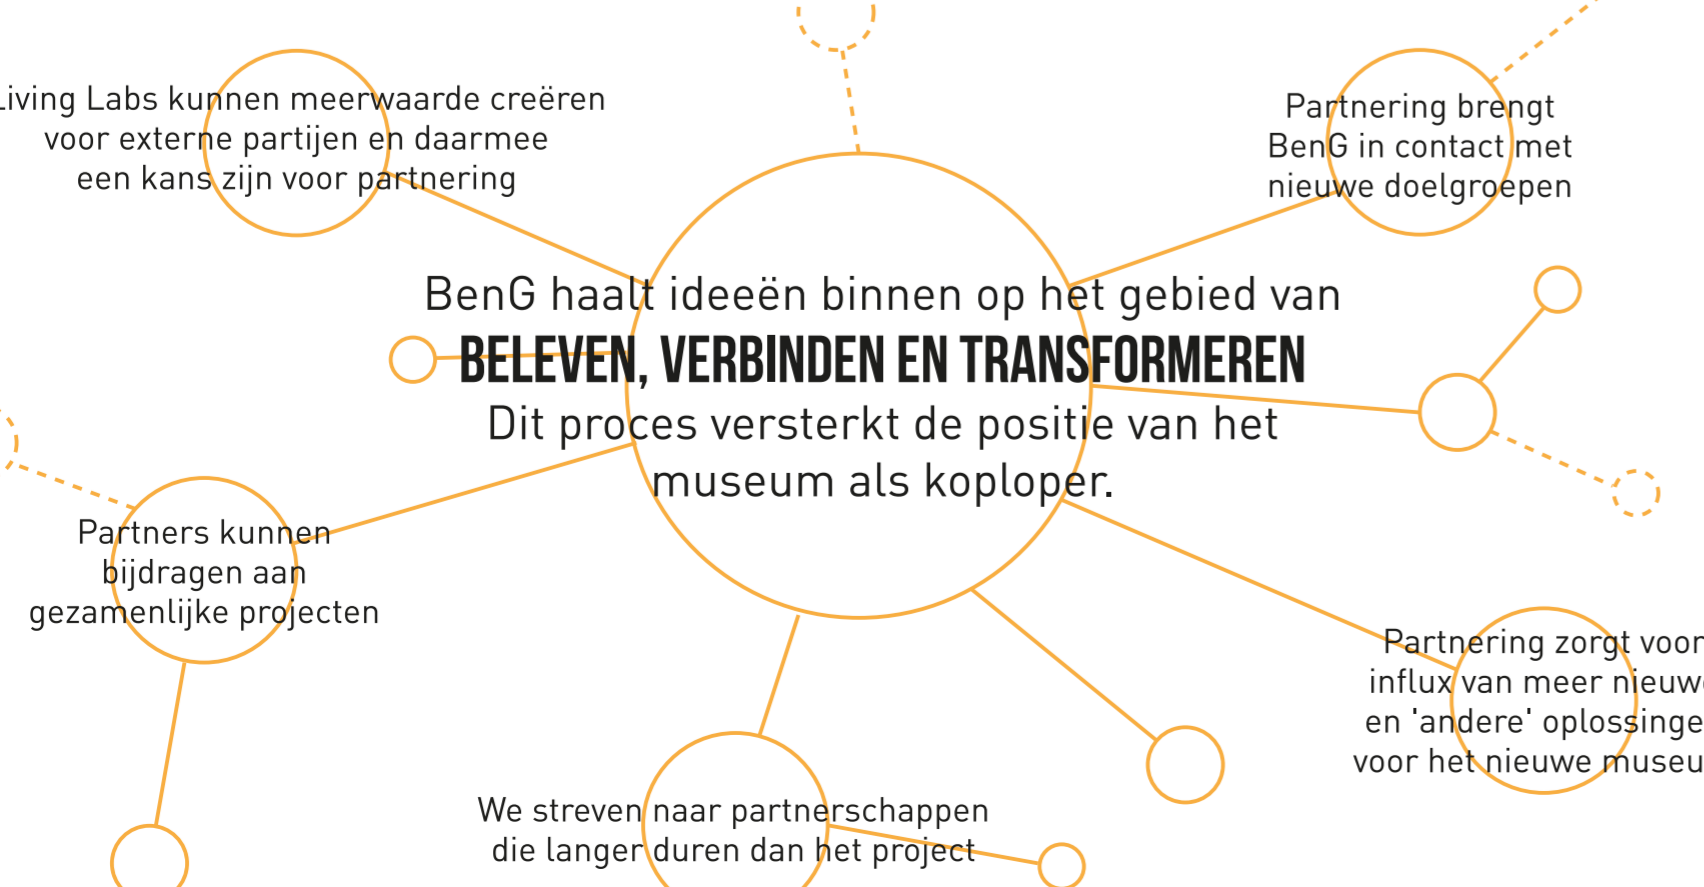 Living Labs kunnen meerwaarde creëren
voor externe partijen en daarmee
een kans zijn voor partnering
Partnering brengt
BenG in contact met
nieuwe doelgroepen
BenG haalt ideeën binnen op het gebied van
BELEVEN, VERBINDEN EN TRANSFORMEREN
Dit proces versterkt de positie van het
museum als koploper.
Partners kunnen
bijdragen aan
gezamenlijke projecten
Partnering zorgt voor
influx van meer nieuwe
en 'andere' oplossinge
voor het nieuwe museu
We streven naar partnerschappen
die langer duren dan het project